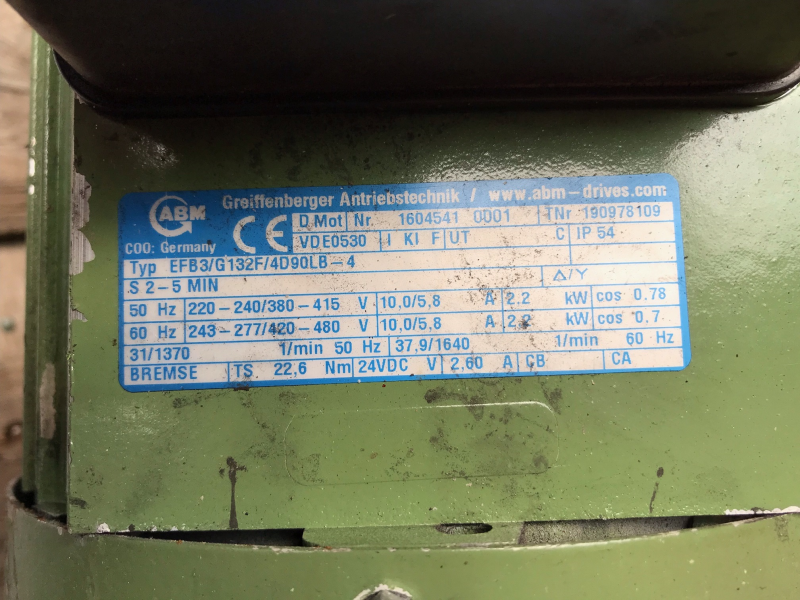 ABM
Greiffenberger Antriebstechnik / www.abm-drives.com
CE D.Mot Nr. 1604541 0001 TNr 190978109
COO: Germany VDE0530 I Kl F UT C IP 54
Typ EFB3/G132F/4D90LB-4
S 2-5 MIN △/Y
50 Hz 220-240/380-415 V 10,0/5,8 A 2.2 kW cos 0.78
60 Hz 243-277/420-480 V 10,0/5,8 A 2.2 kW cos 0,7
31/1370 1/min 50 Hz 37.9/1640 1/min 60 Hz
BREMSE TS 22,6 Nm 24VDC V 2,60 A CB CA